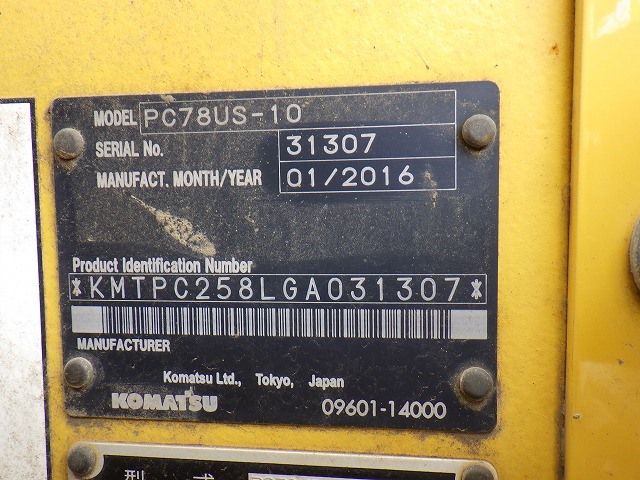 MODEL PC78US-10
SERIAL No. 31307
MANUFACT. MONTH/YEAR 01/2016
Product Identification Number
*KMTPC258LGA031307*
MANUFACTURER
Komatsu Ltd., Tokyo, Japan
KOMATSU 09601-14000
型 式